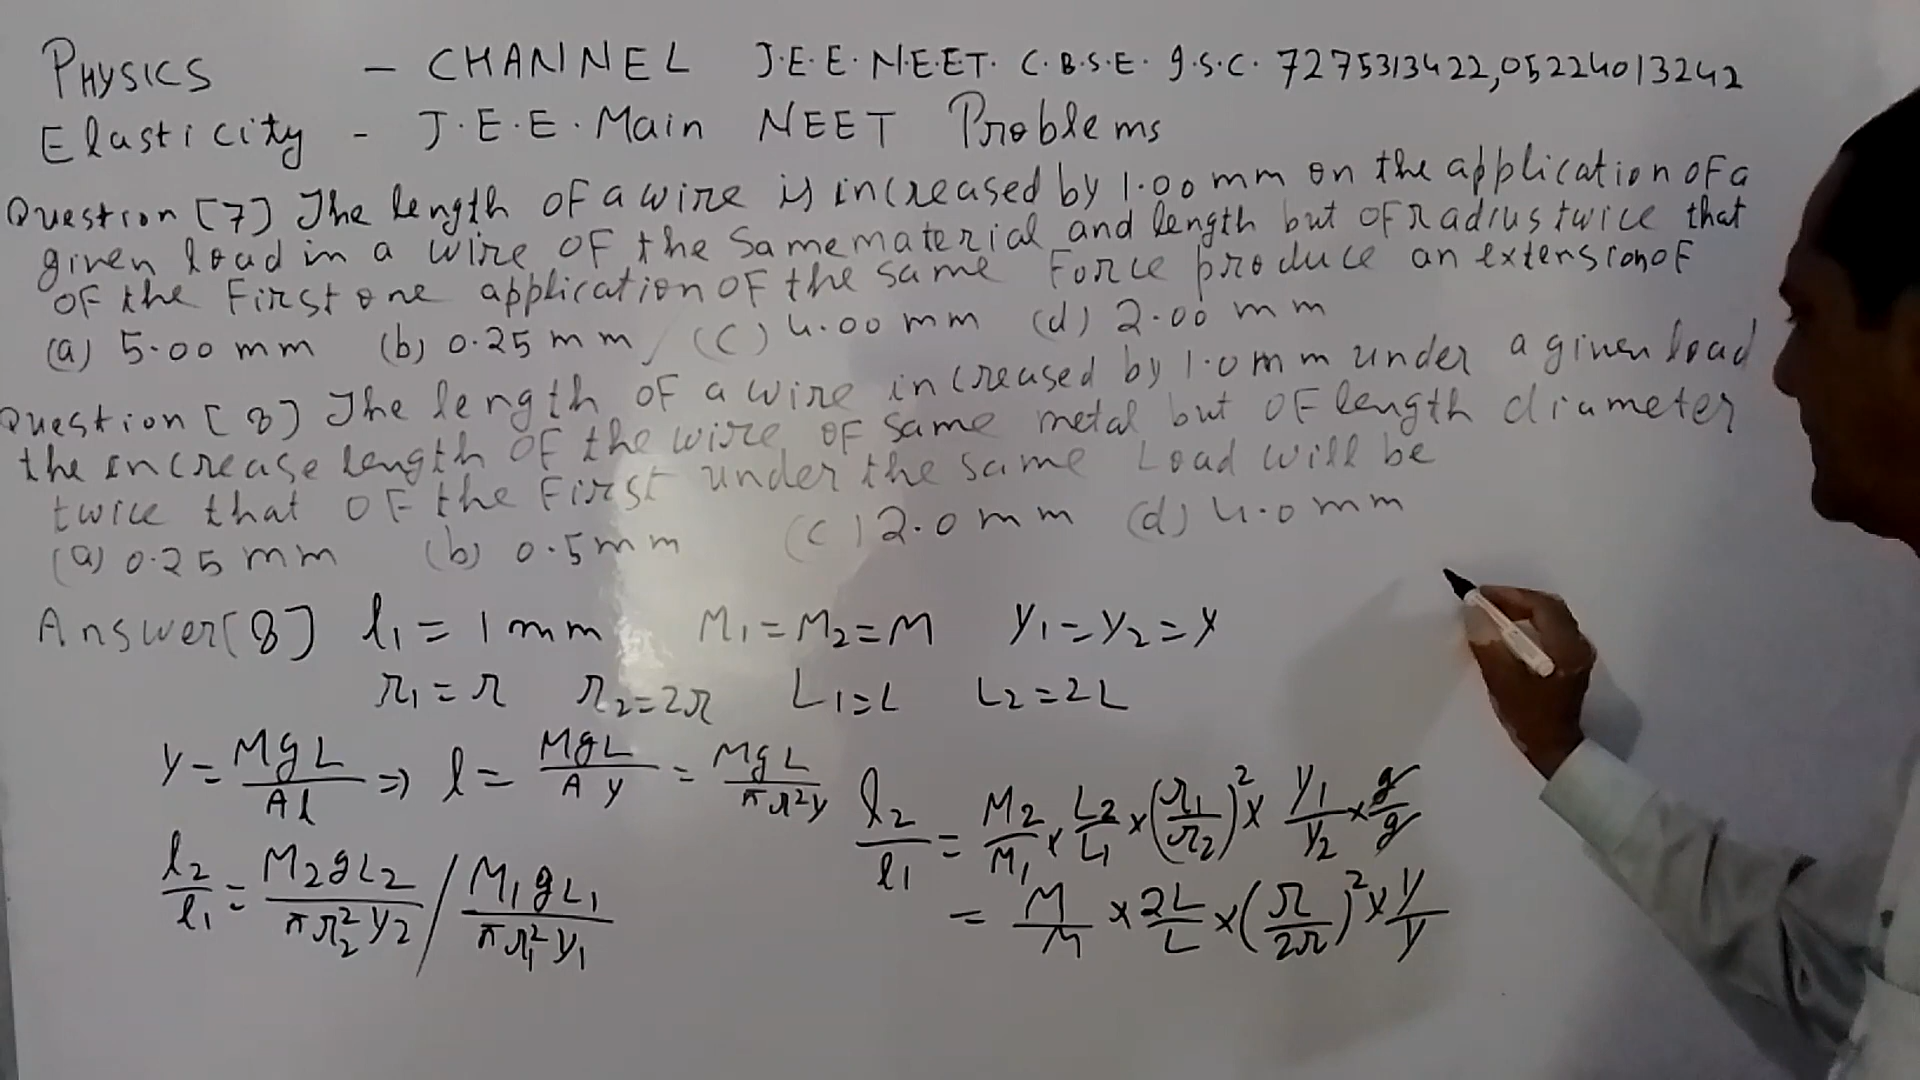 PHYSICS - CHANNEL J.E.E. N.E.E.T. C.B.S.E. g.S.C. 7275313422,05224013242
Elasticity - J.E.E. Main NEET Problems
Question [7] The length of a wire is increased by 1.00 mm on the application of a
given load in a wire of the same material and length but of radius twice that
of the first one application of the same force produce an extension of
(a) 5.00 mm (b) 0.25 mm (c) 4.00 mm (d) 2.00 mm
Question [8] The length of a wire increased by 1.0 mm under a given load
the increase length of the wire of same metal but of length diameter
twice that of the first under the same Load will be
(a) 0.25 mm (b) 0.5 mm (c) 2.0 mm (d) 4.0 mm
Answer [8] l₁ = 1 mm M₁ = M₂ = M Y₁ = Y₂ = Y
r₁ = r r₂ = 2r L₁ = L L₂ = 2L
Y = MgL/Al ⇒ l = MgL/AY = MgL/πr²Y
l₂/l₁ = M₂gL₂/πr₂²Y₂ / M₁gL₁/πr₁²Y₁
l₂/l₁ = M₂/M₁ × L₂/L₁ × (r₁/r₂)² × Y₁/Y₂ × g/g
= M/M × 2L/L × (r/2r)² × Y/Y